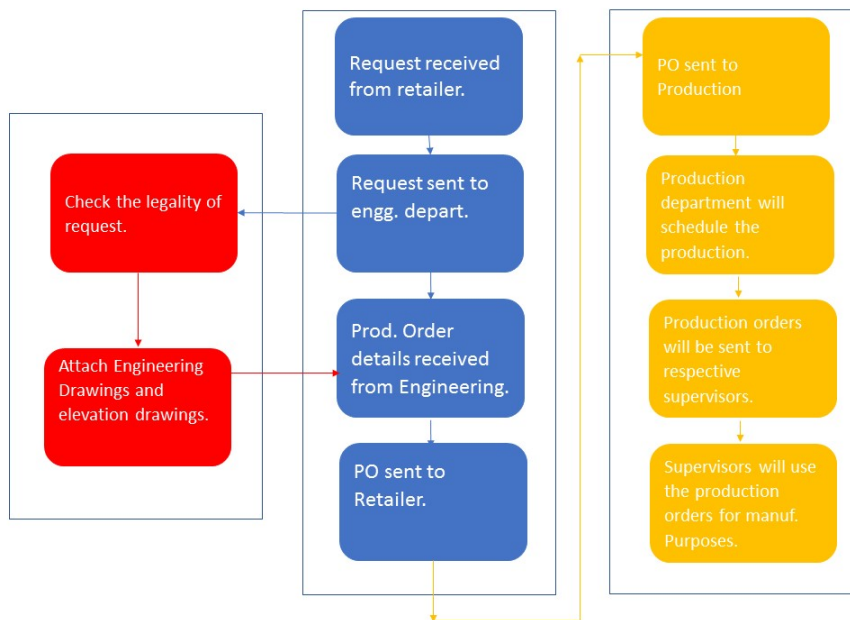 Request received
from retailer.
Request sent to
engg. depart.
Prod. Order
details received
from Engineering.
PO sent to
Retailer.
Check the legality of
request.
Attach Engineering
Drawings and
elevation drawings.
PO sent to
Production
Production
department will
schedule the
production.
Production orders
will be sent to
respective
supervisors.
Supervisors will use
the production
orders for manuf.
Purposes.